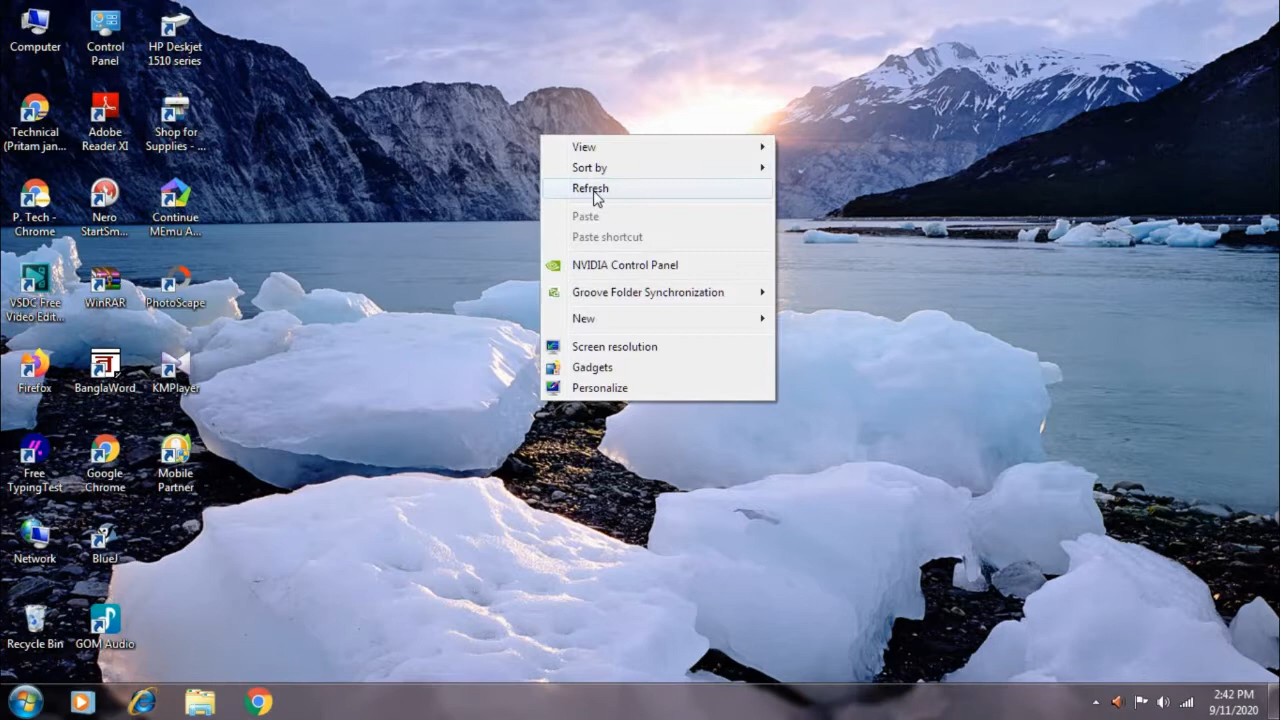 Computer
Control
Panel
HP Deskjet
1510 series
Technical
(Pritam jan...
Adobe
Reader XI
Shop for
Supplies - ...
P. Tech -
Chrome
Nero
StartSm...
Continue
MEmu A...
VSDC Free
Video Edit...
WinRAR
PhotoScape
Firefox
BanglaWord
KMPlayer
Free
TypingTest
Google
Chrome
Mobile
Partner
Network
BlueJ
Recycle Bin
GOM Audio
View
Sort by
Refresh
Paste
Paste shortcut
NVIDIA Control Panel
Groove Folder Synchronization
New
Screen resolution
Gadgets
Personalize
2:42 PM
9/11/2020